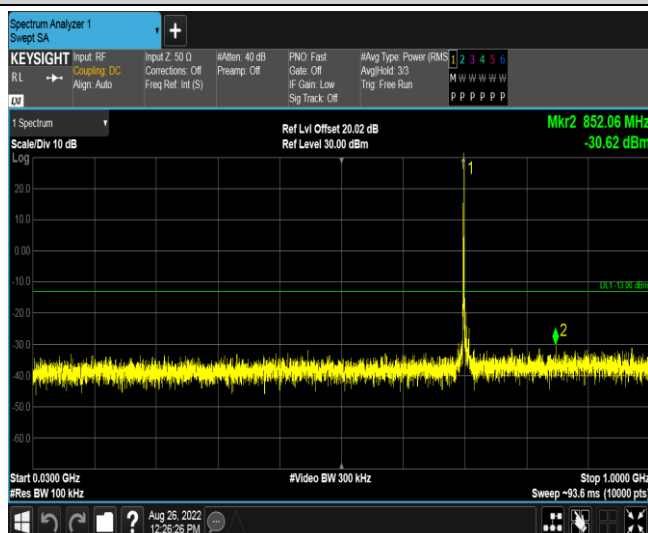 Spectrum Analyzer 1
Swept SA
+
KEYSIGHT
RL
LXI
Input: RF
Coupling: DC
Align: Auto
Input Z: 50 Ω
Corrections: Off
Freq Ref: Int (S)
#Atten: 40 dB
Preamp: Off
PNO: Fast
Gate: Off
IF Gain: Low
Sig Track: Off
#Avg Type: Power (RMS
Avg|Hold: 3/3
Trig: Free Run
1 2 3 4 5 6
M W W W W W
P P P P P P
1 Spectrum
Scale/Div 10 dB
Ref Lvl Offset 20.02 dB
Ref Level 30.00 dBm
Mkr2 852.06 MHz
-30.62 dBm
Log
1
20.0
10.0
0.00
-10.0
DL1 -13.00 dBm
-20.0
2
-30.0
-40.0
-50.0
-60.0
Start 0.0300 GHz
#Res BW 100 kHz
#Video BW 300 kHz
Stop 1.0000 GHz
Sweep ~93.6 ms (10000 pts)
?
Aug 26, 2022
12:26:26 PM